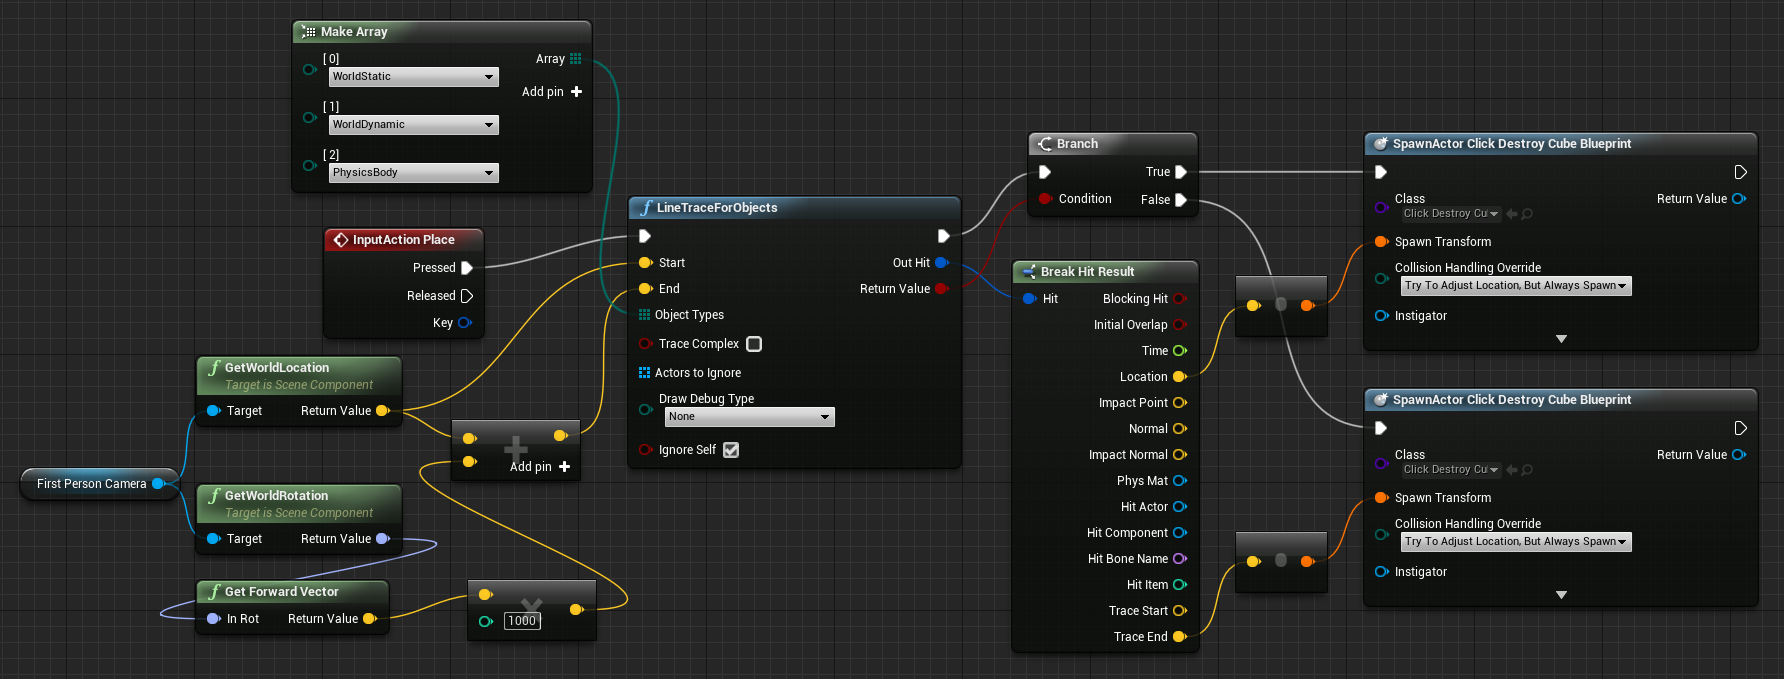 Make Array
[ 0]
WorldStatic
Array
Add pin
[ 1]
WorldDynamic
[ 2]
PhysicsBody
InputAction Place
Pressed
Released
Key
GetWorldLocation
Target is Scene Component
Target
Return Value
First Person Camera
GetWorldRotation
Target is Scene Component
Target
Return Value
Get Forward Vector
In Rot
Return Value
Add pin
1000
LineTraceForObjects
Start
Out Hit
End
Return Value
Object Types
Trace Complex
Actors to Ignore
Draw Debug Type
None
Ignore Self
Branch
True
Condition
False
Break Hit Result
Hit
Blocking Hit
Initial Overlap
Time
Location
Impact Point
Normal
Impact Normal
Phys Mat
Hit Actor
Hit Component
Hit Bone Name
Hit Item
Trace Start
Trace End
SpawnActor Click Destroy Cube Blueprint
Class
Return Value
Click Destroy Cu
Spawn Transform
Collision Handling Override
Try To Adjust Location, But Always Spawn
Instigator
SpawnActor Click Destroy Cube Blueprint
Class
Return Value
Click Destroy Cu
Spawn Transform
Collision Handling Override
Try To Adjust Location, But Always Spawn
Instigator